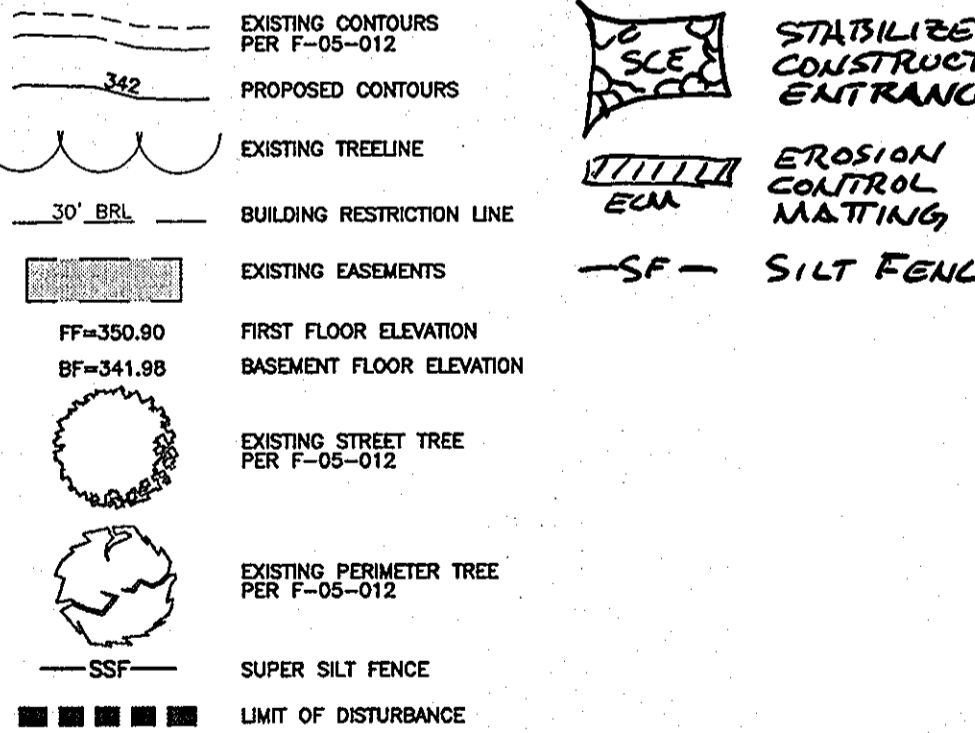 EXISTING CONTOURS
PER F-05-012
342
PROPOSED CONTOURS
EXISTING TREELINE
30' BRL
BUILDING RESTRICTION LINE
EXISTING EASEMENTS
FF=350.90
FIRST FLOOR ELEVATION
BF=341.98
BASEMENT FLOOR ELEVATION
EXISTING STREET TREE
PER F-05-012
EXISTING PERIMETER TREE
PER F-05-012
SSF
SUPER SILT FENCE
LIMIT OF DISTURBANCE
SCE
STABILIZE
CONSTRUCT
ENTRANC
ECM
EROSION
CONTROL
MATTING
SF
SILT FENC